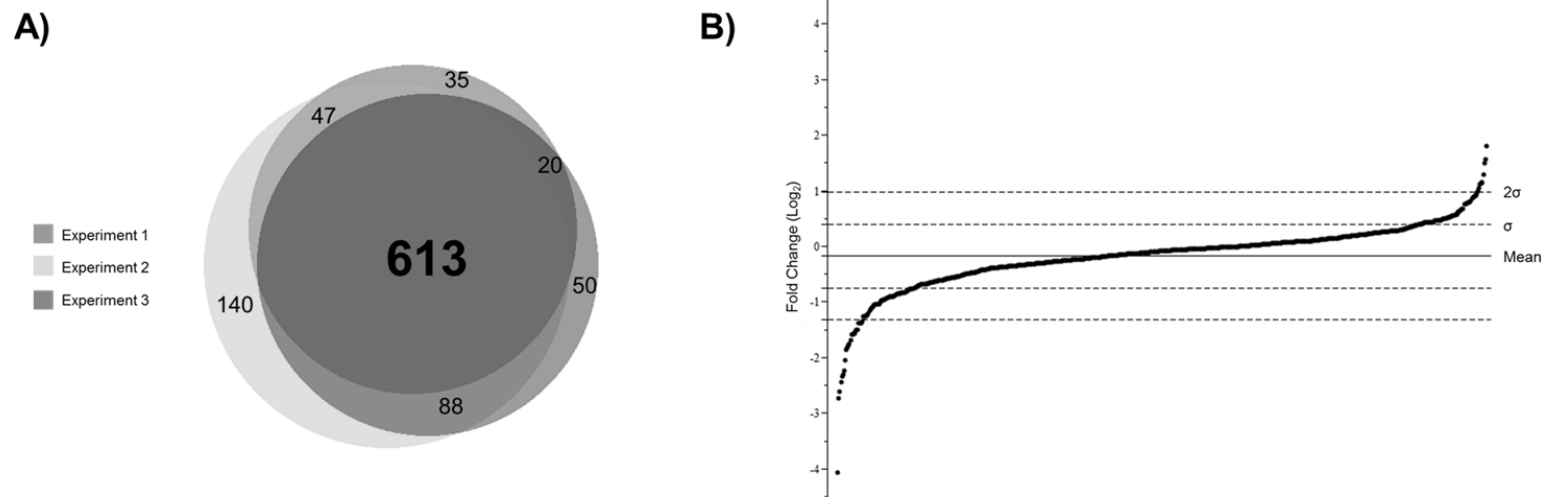 A)
35
47
20
613
50
140
88
Experiment 1
Experiment 2
Experiment 3
B)
Fold Change (Log₂)
4
3
2
1
0
-1
-2
-3
-4
2σ
σ
Mean